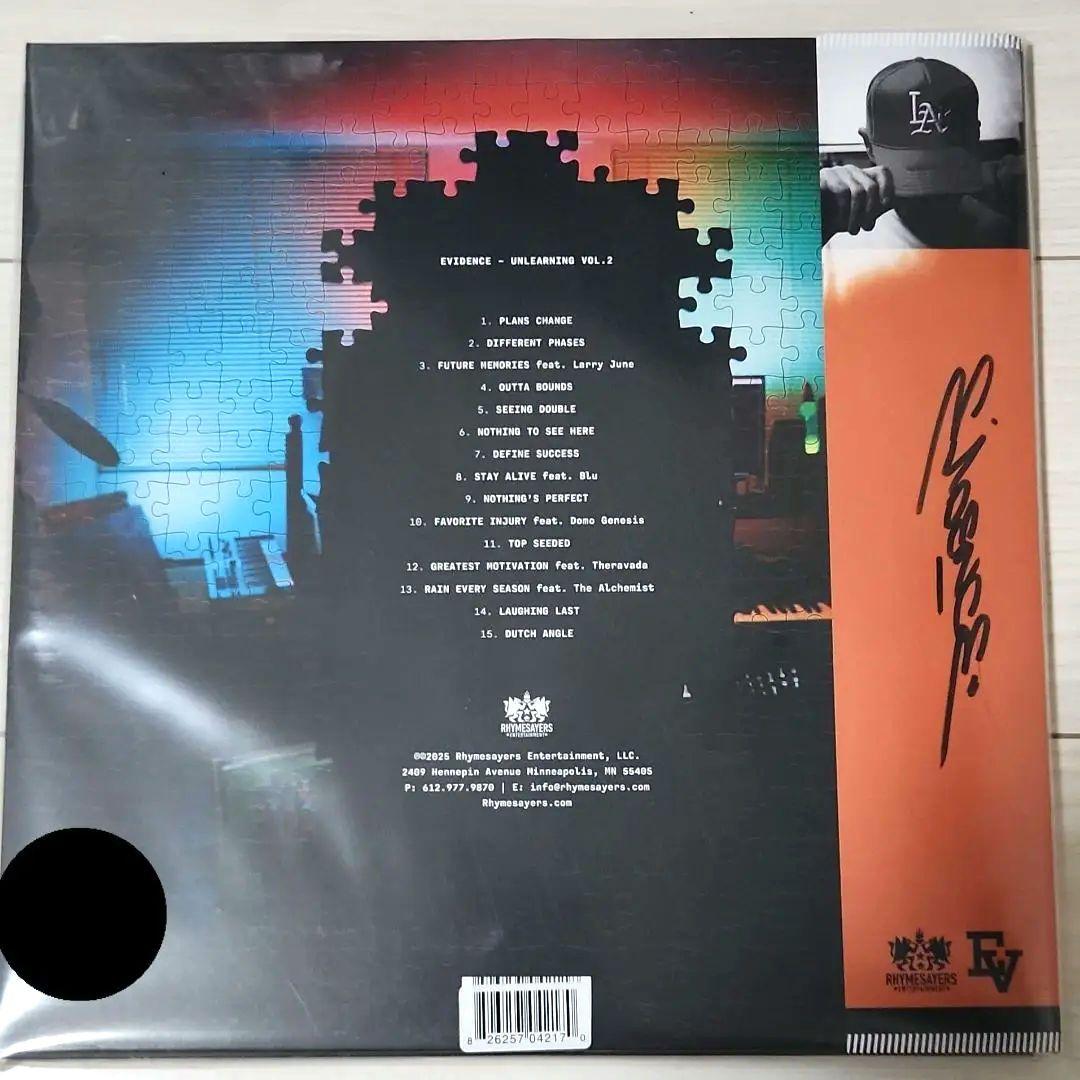 EVIDENCE – UNLEARNING VOL.2
1. PLANS CHANGE
2. DIFFERENT PHASES
3. FUTURE MEMORIES feat. Larry June
4. OUTTA BOUNDS
5. SEEING DOUBLE
6. NOTHING TO SEE HERE
7. DEFINE SUCCESS
8. STAY ALIVE feat. Blu
9. NOTHING'S PERFECT
10. FAVORITE INJURY feat. Domo Genesis
11. TOP SEEDED
12. GREATEST MOTIVATION feat. Theravada
13. RAIN EVERY SEASON feat. The Alchemist
14. LAUGHING LAST
15. DUTCH ANGLE
RHYMESAYERS
ENTERTAINMENT
℗©2025 Rhymesayers Entertainment, LLC.
2409 Hennepin Avenue Minneapolis, MN 55405
P: 612.977.9870 | E: info@rhymesayers.com
Rhymesayers.com
8 26257 04217 0
LA
RHYMESAYERS
ENTERTAINMENT
EV